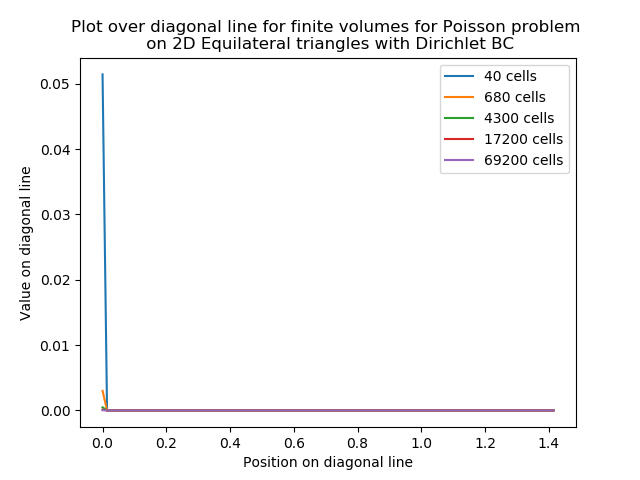 Plot over diagonal line for finite volumes for Poisson problem
on 2D Equilateral triangles with Dirichlet BC
40 cells
680 cells
4300 cells
17200 cells
69200 cells
Value on diagonal line
0.05
0.04
0.03
0.02
0.01
0.00
0.0 0.2 0.4 0.6 0.8 1.0 1.2 1.4
Position on diagonal line